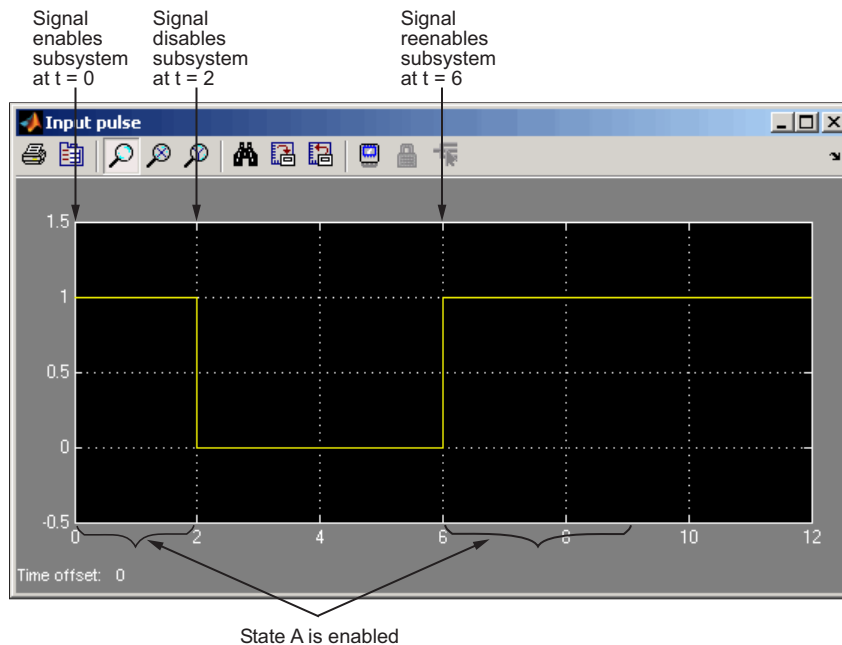 Signal
enables
subsystem
at t = 0
Signal
disables
subsystem
at t = 2
Signal
reenables
subsystem
at t = 6
Input pulse
1.5
1
0.5
0
-0.5
0 2 4 6 8 10 12
Time offset: 0
State A is enabled